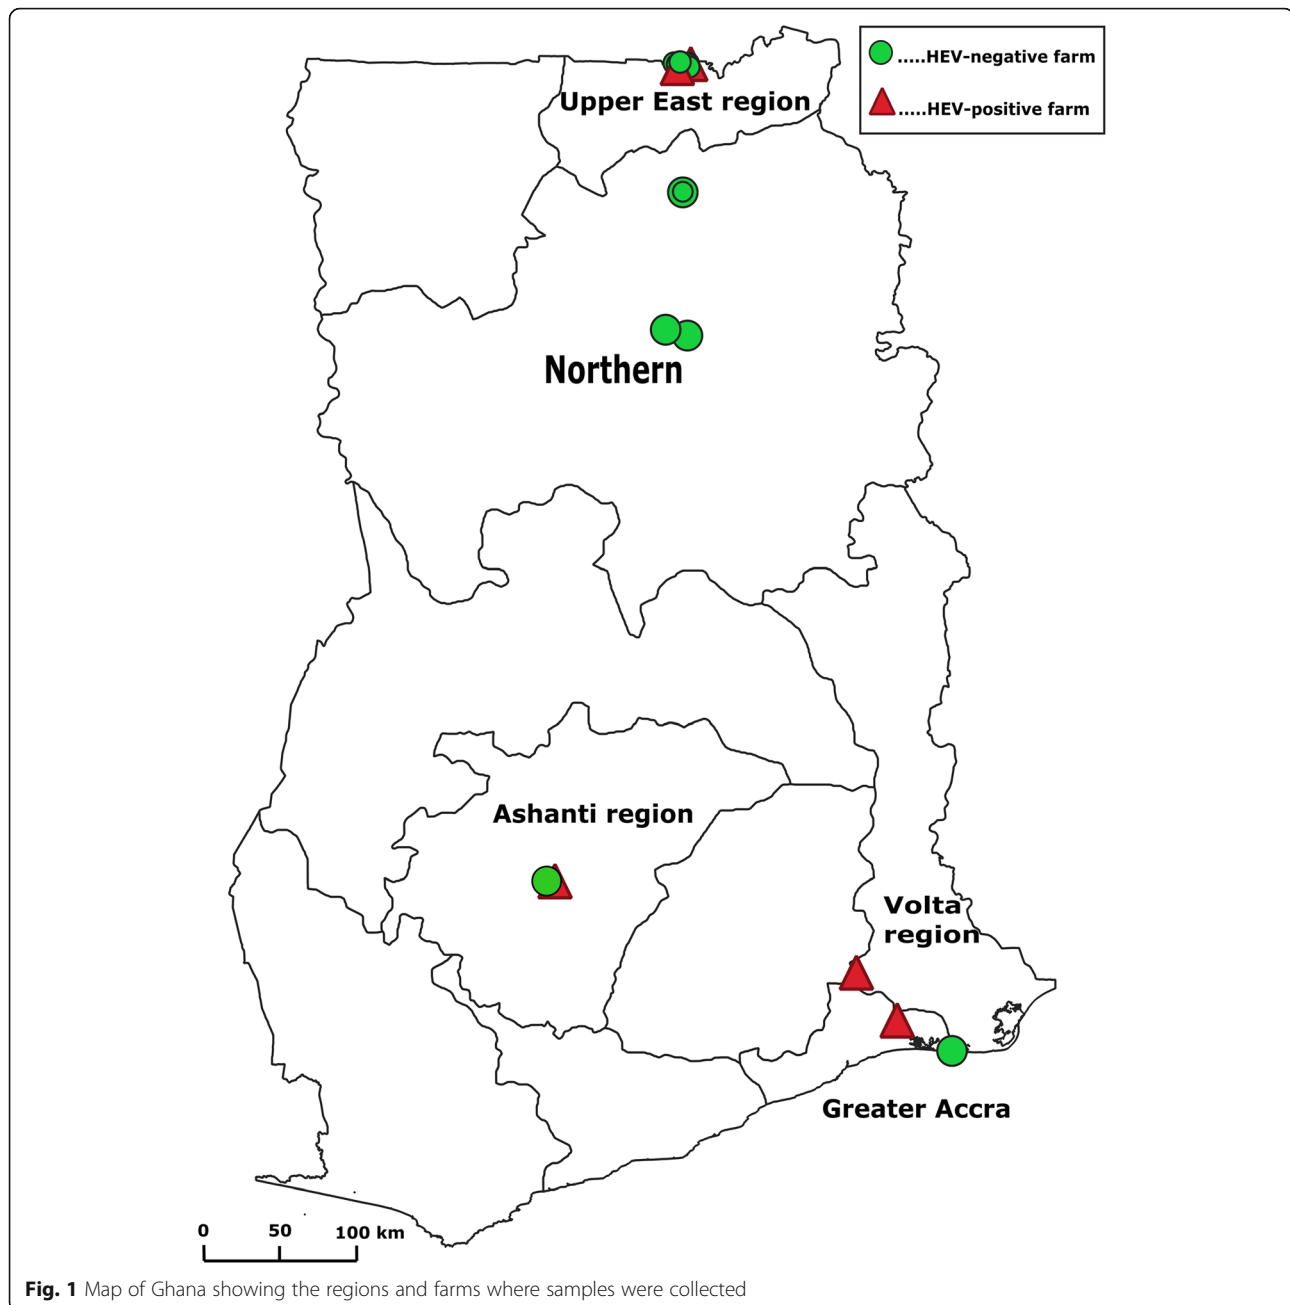 .....HEV-negative farm
.....HEV-positive farm
Upper East region
Northern
Ashanti region
Volta
region
Greater Accra
0 50 100 km
Fig. 1 Map of Ghana showing the regions and farms where samples were collected